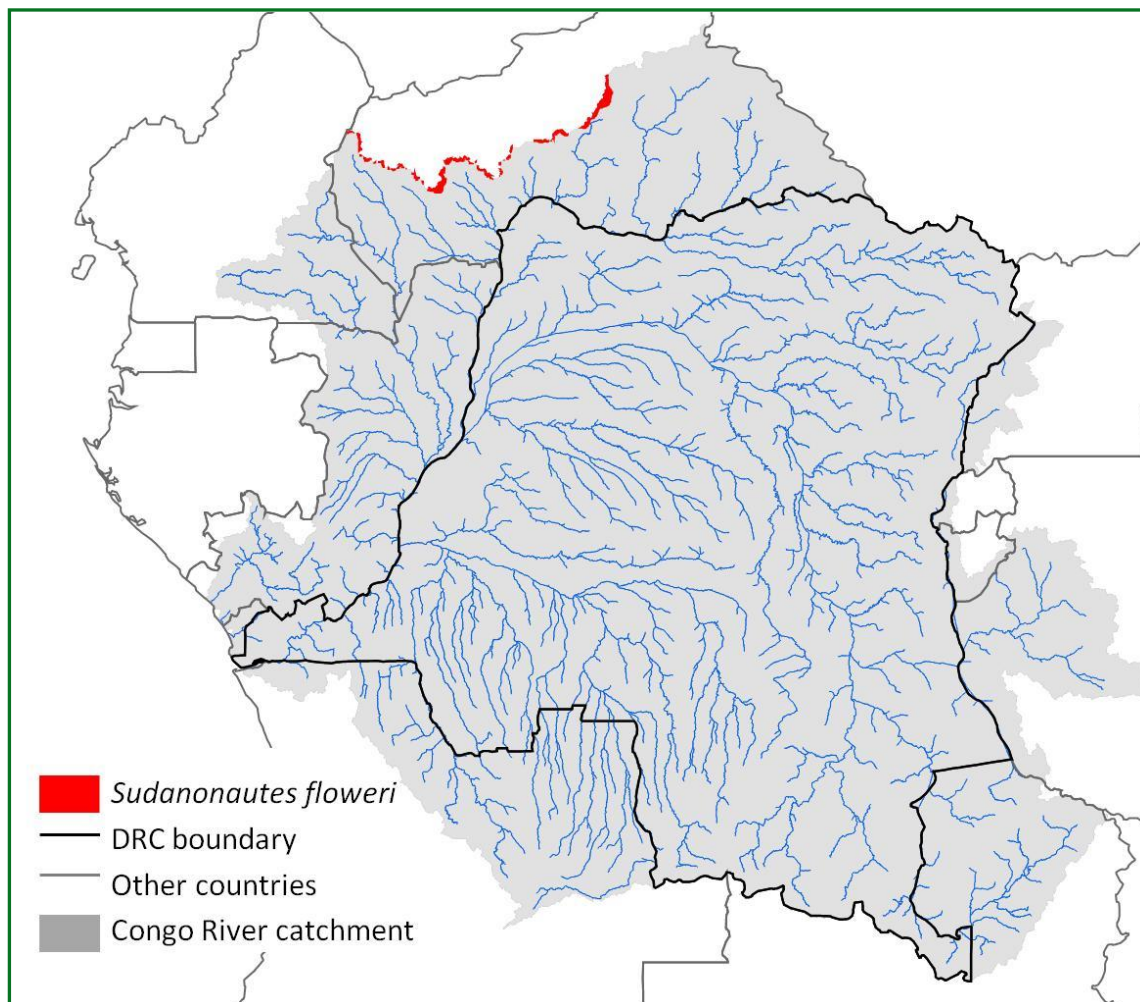 Sudanonautes floweri
DRC boundary
Other countries
Congo River catchment